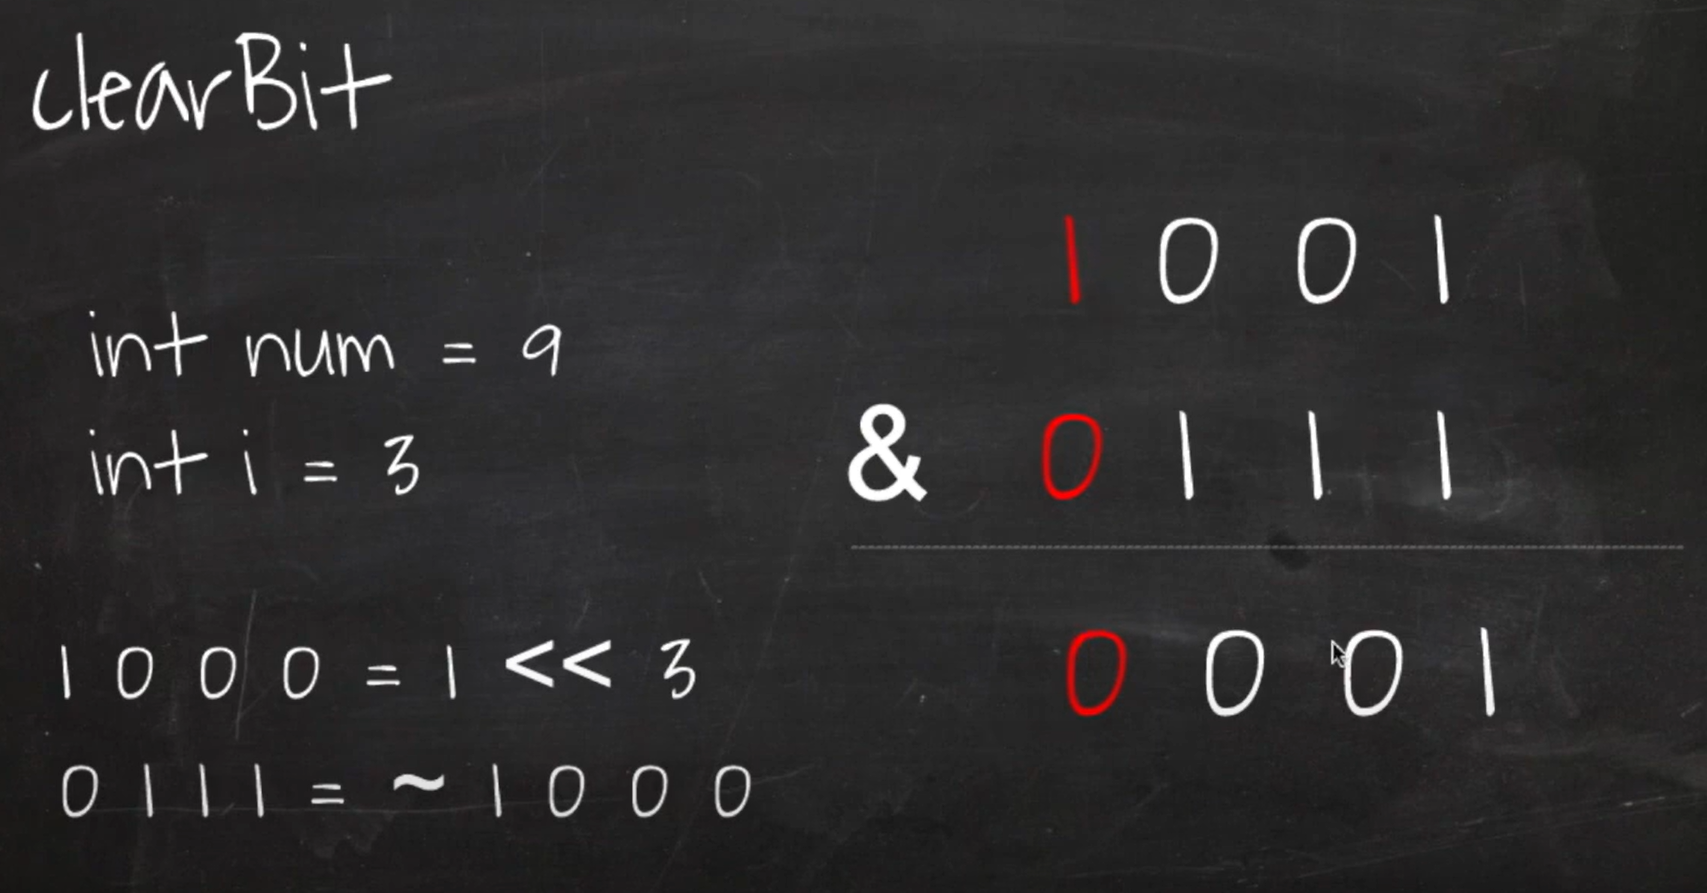 clearBit
int num = 9
int i = 3
1 0 0 0 = 1 << 3
0 1 1 1 = ~ 1 0 0 0
1 0 0 1
& 0 1 1 1
0 0 0 1